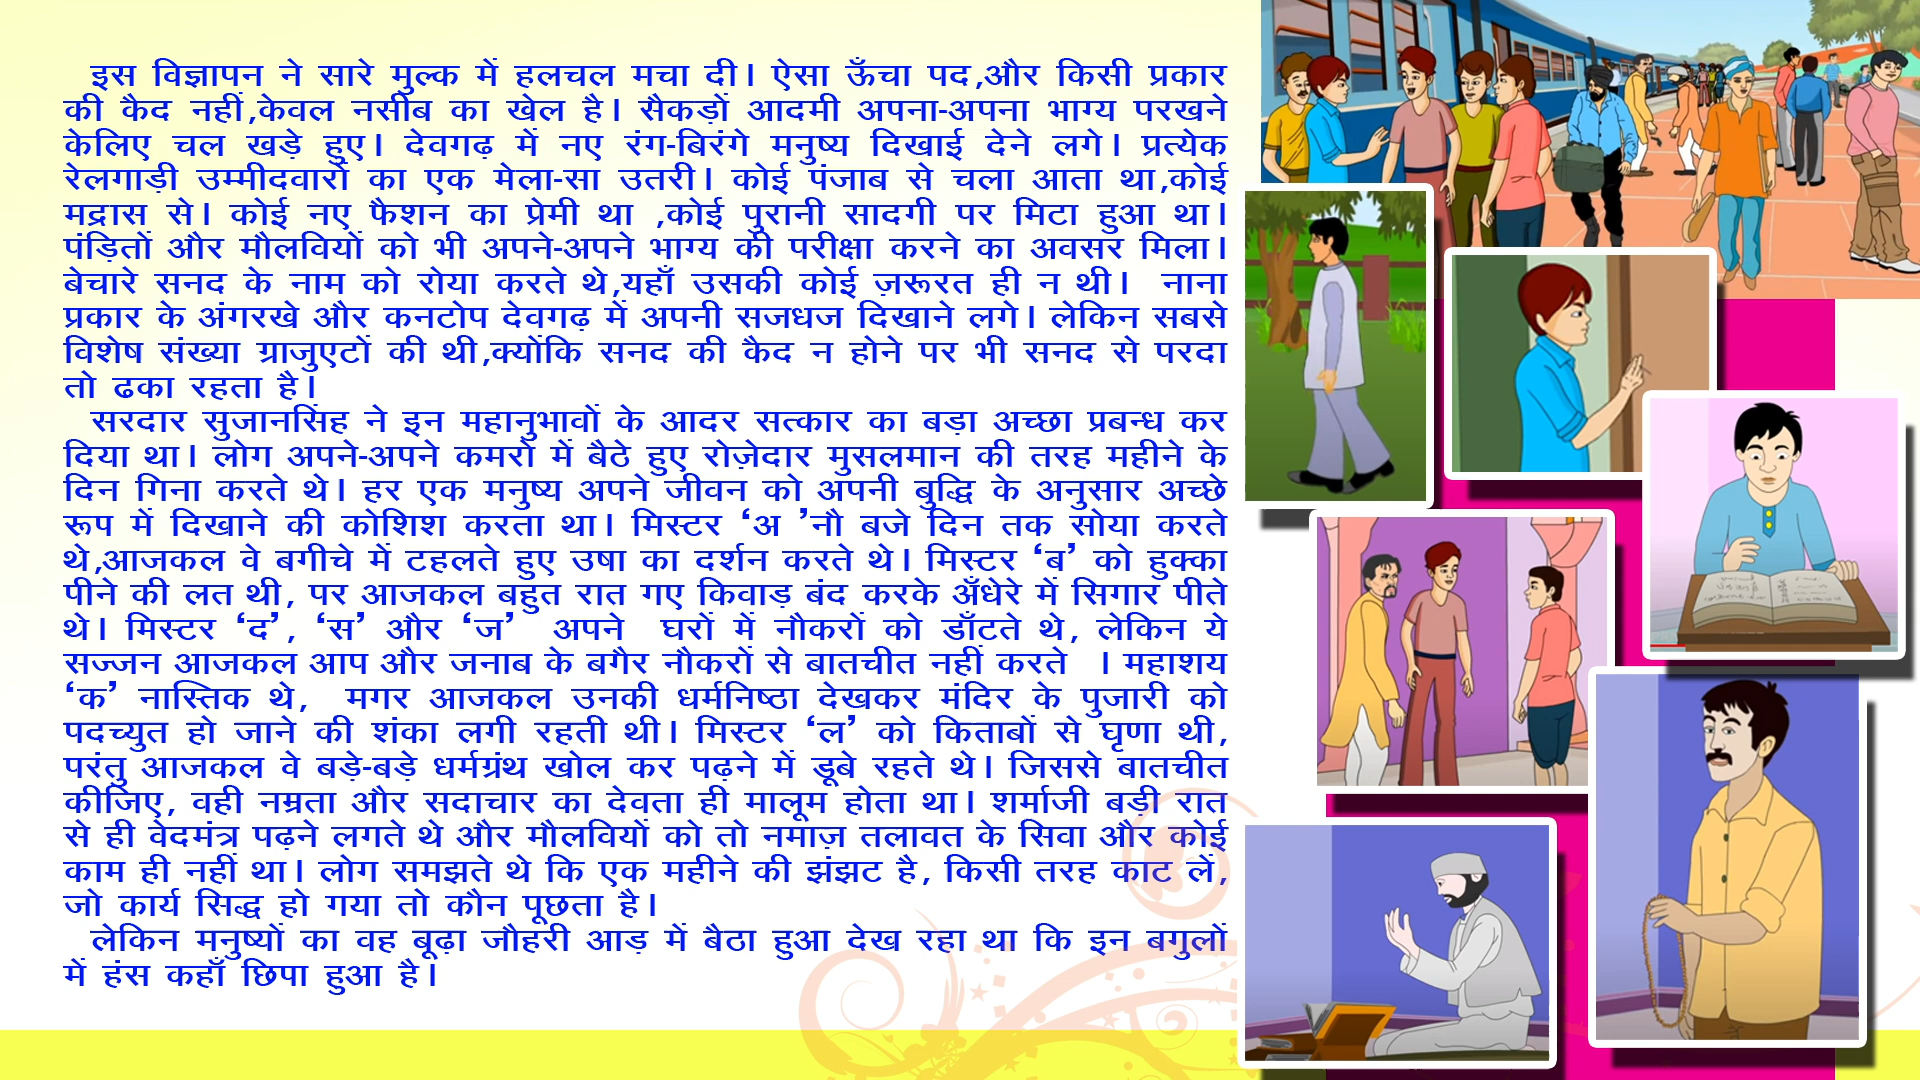 इस विज्ञापन ने सारे मुल्क में हलचल मचा दी। ऐसा ऊँचा पद,और किसी प्रकार
की कैद नहीं,केवल नसीब का खेल है। सैकड़ों आदमी अपना-अपना भाग्य परखने
केलिए चल खड़े हुए। देवगढ़ में नए रंग-बिरंगे मनुष्य दिखाई देने लगे। प्रत्येक
रेलगाड़ी उम्मीदवारों का एक मेला-सा उतरी। कोई पंजाब से चला आता था,कोई
मद्रास से। कोई नए फैशन का प्रेमी था ,कोई पुरानी सादगी पर मिटा हुआ था।
पंड़ितों और मौलवियों को भी अपने-अपने भाग्य की परीक्षा करने का अवसर मिला।
बेचारे सनद के नाम को रोया करते थे,यहाँ उसकी कोई ज़रूरत ही न थी। नाना
प्रकार के अंगरखे और कनटोप देवगढ़ में अपनी सजधज दिखाने लगे। लेकिन सबसे
विशेष संख्या ग्राजुएटों की थी,क्योंकि सनद की कैद न होने पर भी सनद से परदा
तो ढका रहता है।
सरदार सुजानसिंह ने इन महानुभावों के आदर सत्कार का बड़ा अच्छा प्रबन्ध कर
दिया था। लोग अपने-अपने कमरों में बैठे हुए रोज़ेदार मुसलमान की तरह महीने के
दिन गिना करते थे। हर एक मनुष्य अपने जीवन को अपनी बुद्धि के अनुसार अच्छे
रूप में दिखाने की कोशिश करता था। मिस्टर ‘अ ’नौ बजे दिन तक सोया करते
थे,आजकल वे बगीचे में टहलते हुए उषा का दर्शन करते थे। मिस्टर ‘ब’ को हुक्का
पीने की लत थी, पर आजकल बहुत रात गए किवाड़ बंद करके अँधेरे में सिगार पीते
थे। मिस्टर ‘द’, ‘स’ और ‘ज’ अपने घरों में नौकरों को डाँटते थे, लेकिन ये
सज्जन आजकल आप और जनाब के बगैर नौकरों से बातचीत नहीं करते । महाशय
‘क’ नास्तिक थे, मगर आजकल उनकी धर्मनिष्ठा देखकर मंदिर के पुजारी को
पदच्युत हो जाने की शंका लगी रहती थी। मिस्टर ‘ल’ को किताबों से घृणा थी,
परंतु आजकल वे बड़े-बड़े धर्मग्रंथ खोल कर पढ़ने में डूबे रहते थे। जिससे बातचीत
कीजिए, वही नम्रता और सदाचार का देवता ही मालूम होता था। शर्माजी बड़ी रात
से ही वेदमंत्र पढ़ने लगते थे और मौलवियों को तो नमाज़ तलावत के सिवा और कोई
काम ही नहीं था। लोग समझते थे कि एक महीने की झंझट है, किसी तरह काट लें,
जो कार्य सिद्ध हो गया तो कौन पूछता है।
लेकिन मनुष्यों का वह बूढ़ा जौहरी आड़ में बैठा हुआ देख रहा था कि इन बगुलों
में हंस कहाँ छिपा हुआ है।